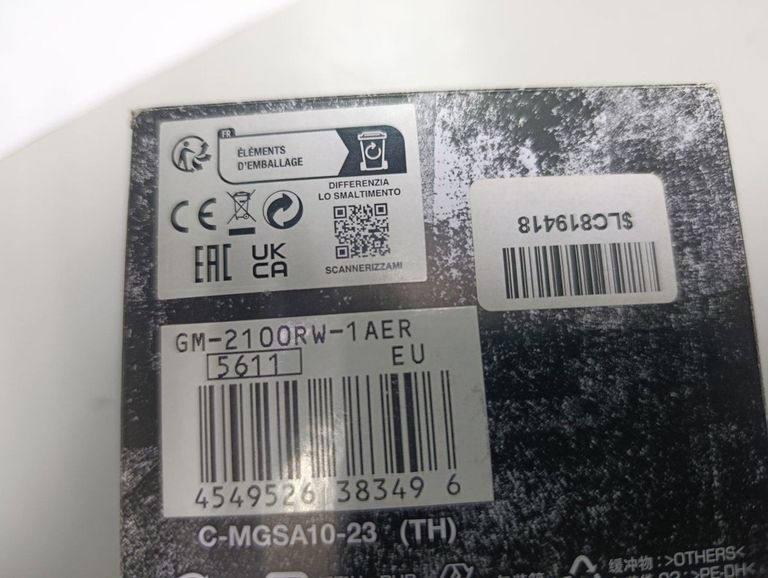 FR
ÉLÉMENTS
D'EMBALLAGE
DIFFERENZIA
LO SMALTIMENTO
CE
EAC
UK
CA
SCANNERIZZAMI
$LC819418
GM-2100RW-1AER
5611
EU
4549526 38349 6
C-MGSA10-23 (TH)
缓冲物：>OTHERS<